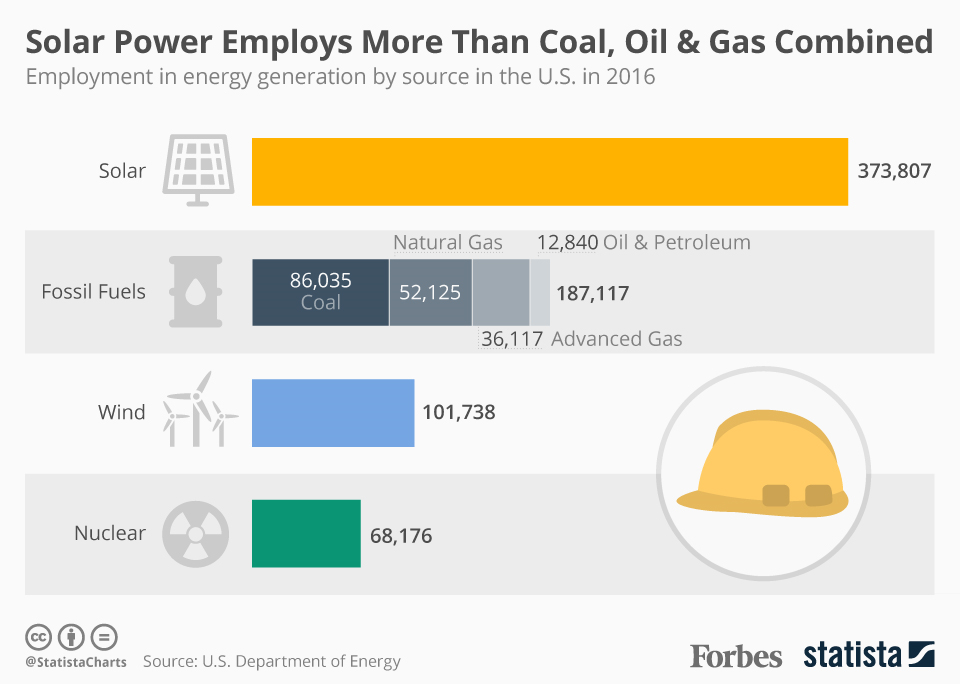 Solar Power Employs More Than Coal, Oil & Gas Combined
Employment in energy generation by source in the U.S. in 2016
Solar
373,807
Natural Gas
12,840 Oil & Petroleum
Fossil Fuels
86,035
Coal
52,125
187,117
36,117 Advanced Gas
Wind
101,738
Nuclear
68,176
cc
@StatistaCharts
Source: U.S. Department of Energy
Forbes
statista